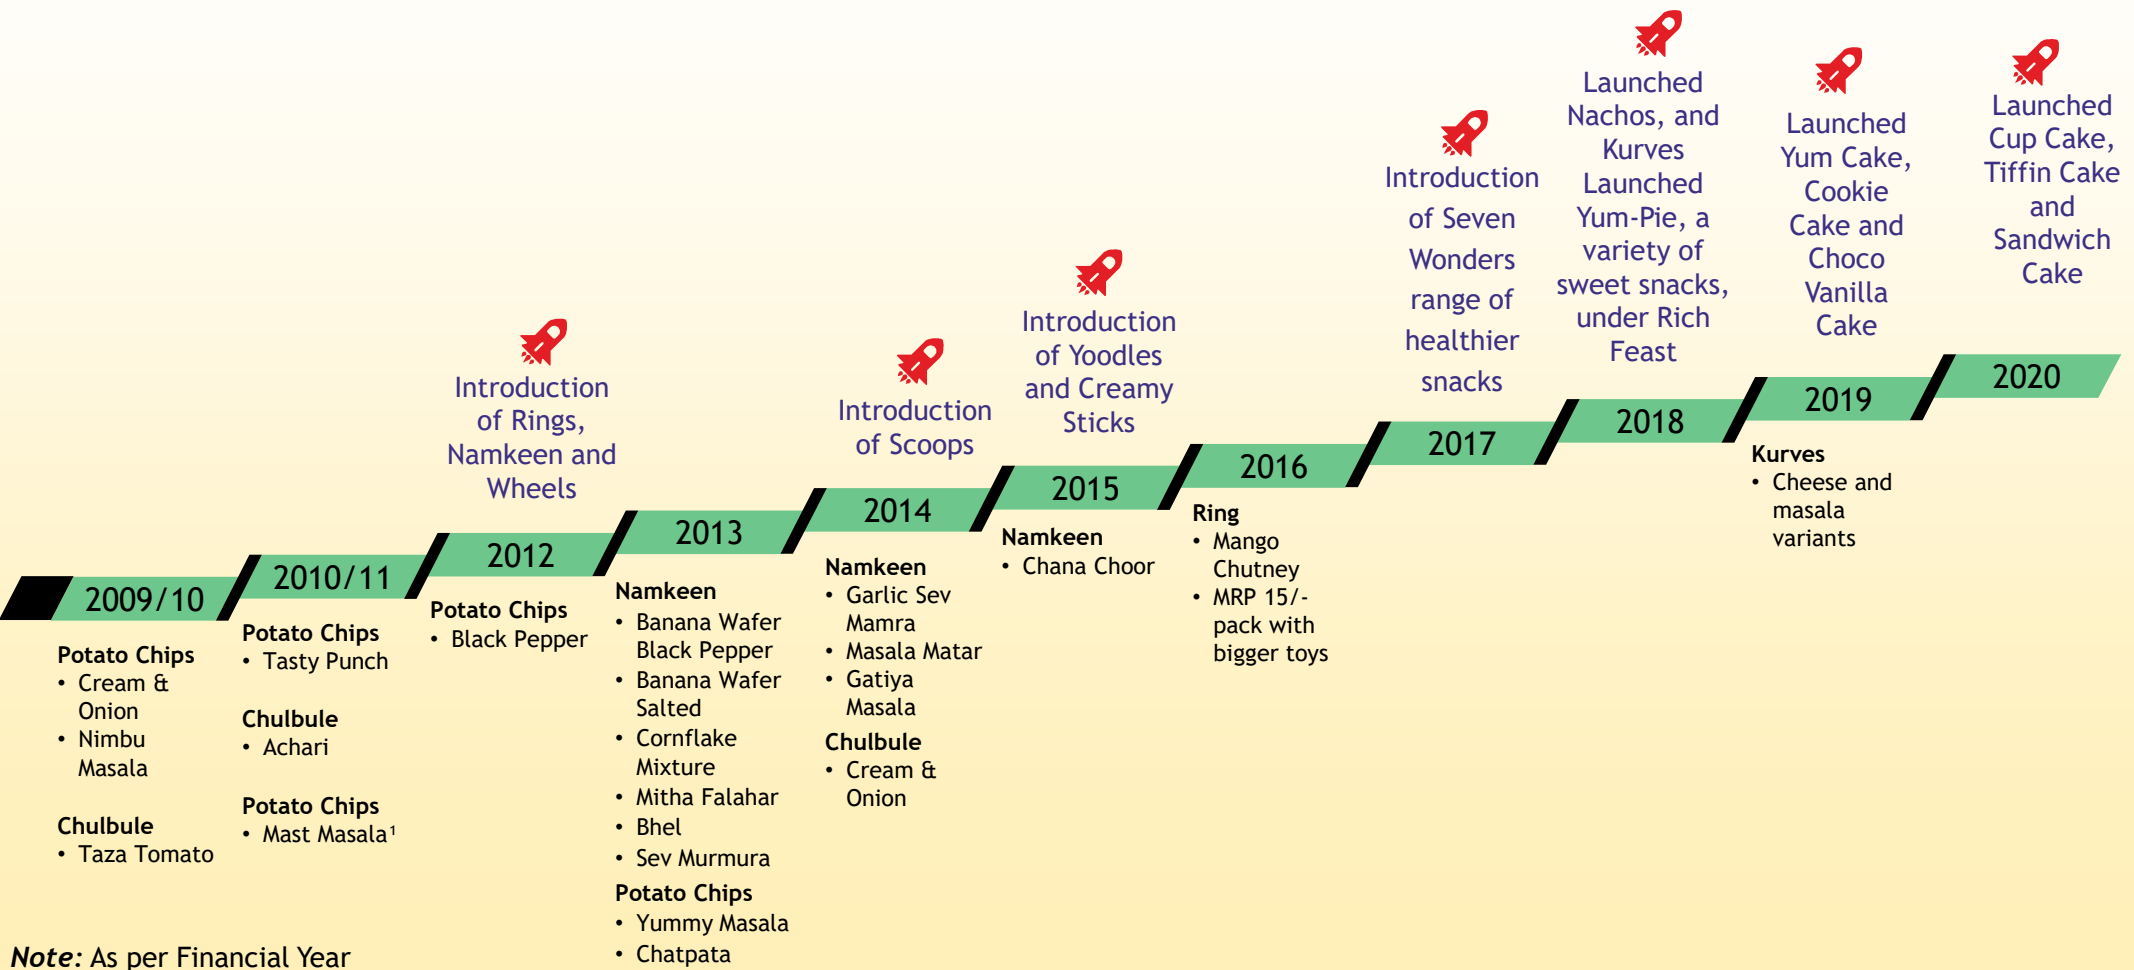 2009/10
Potato Chips
• Cream &
Onion
• Nimbu
Masala
Chulbule
• Taza Tomato
2010/11
Potato Chips
• Tasty Punch
Chulbule
• Achari
Potato Chips
• Mast Masala¹
Introduction
of Rings,
Namkeen and
Wheels
2012
Potato Chips
• Black Pepper
2013
Namkeen
• Banana Wafer
Black Pepper
• Banana Wafer
Salted
• Cornflake
Mixture
• Mitha Falahar
• Bhel
• Sev Murmura
Potato Chips
• Yummy Masala
• Chatpata
Introduction
of Scoops
2014
Namkeen
• Garlic Sev
Mamra
• Masala Matar
• Gatiya
Masala
Chulbule
• Cream &
Onion
Introduction
of Yoodles
and Creamy
Sticks
2015
Namkeen
• Chana Choor
2016
Ring
• Mango
Chutney
• MRP 15/-
pack with
bigger toys
Introduction
of Seven
Wonders
range of
healthier
snacks
2017
Launched
Nachos, and
Kurves
Launched
Yum-Pie, a
variety of
sweet snacks,
under Rich
Feast
2018
Launched
Yum Cake,
Cookie
Cake and
Choco
Vanilla
Cake
2019
Kurves
• Cheese and
masala
variants
Launched
Cup Cake,
Tiffin Cake
and
Sandwich
Cake
2020
Note: As per Financial Year